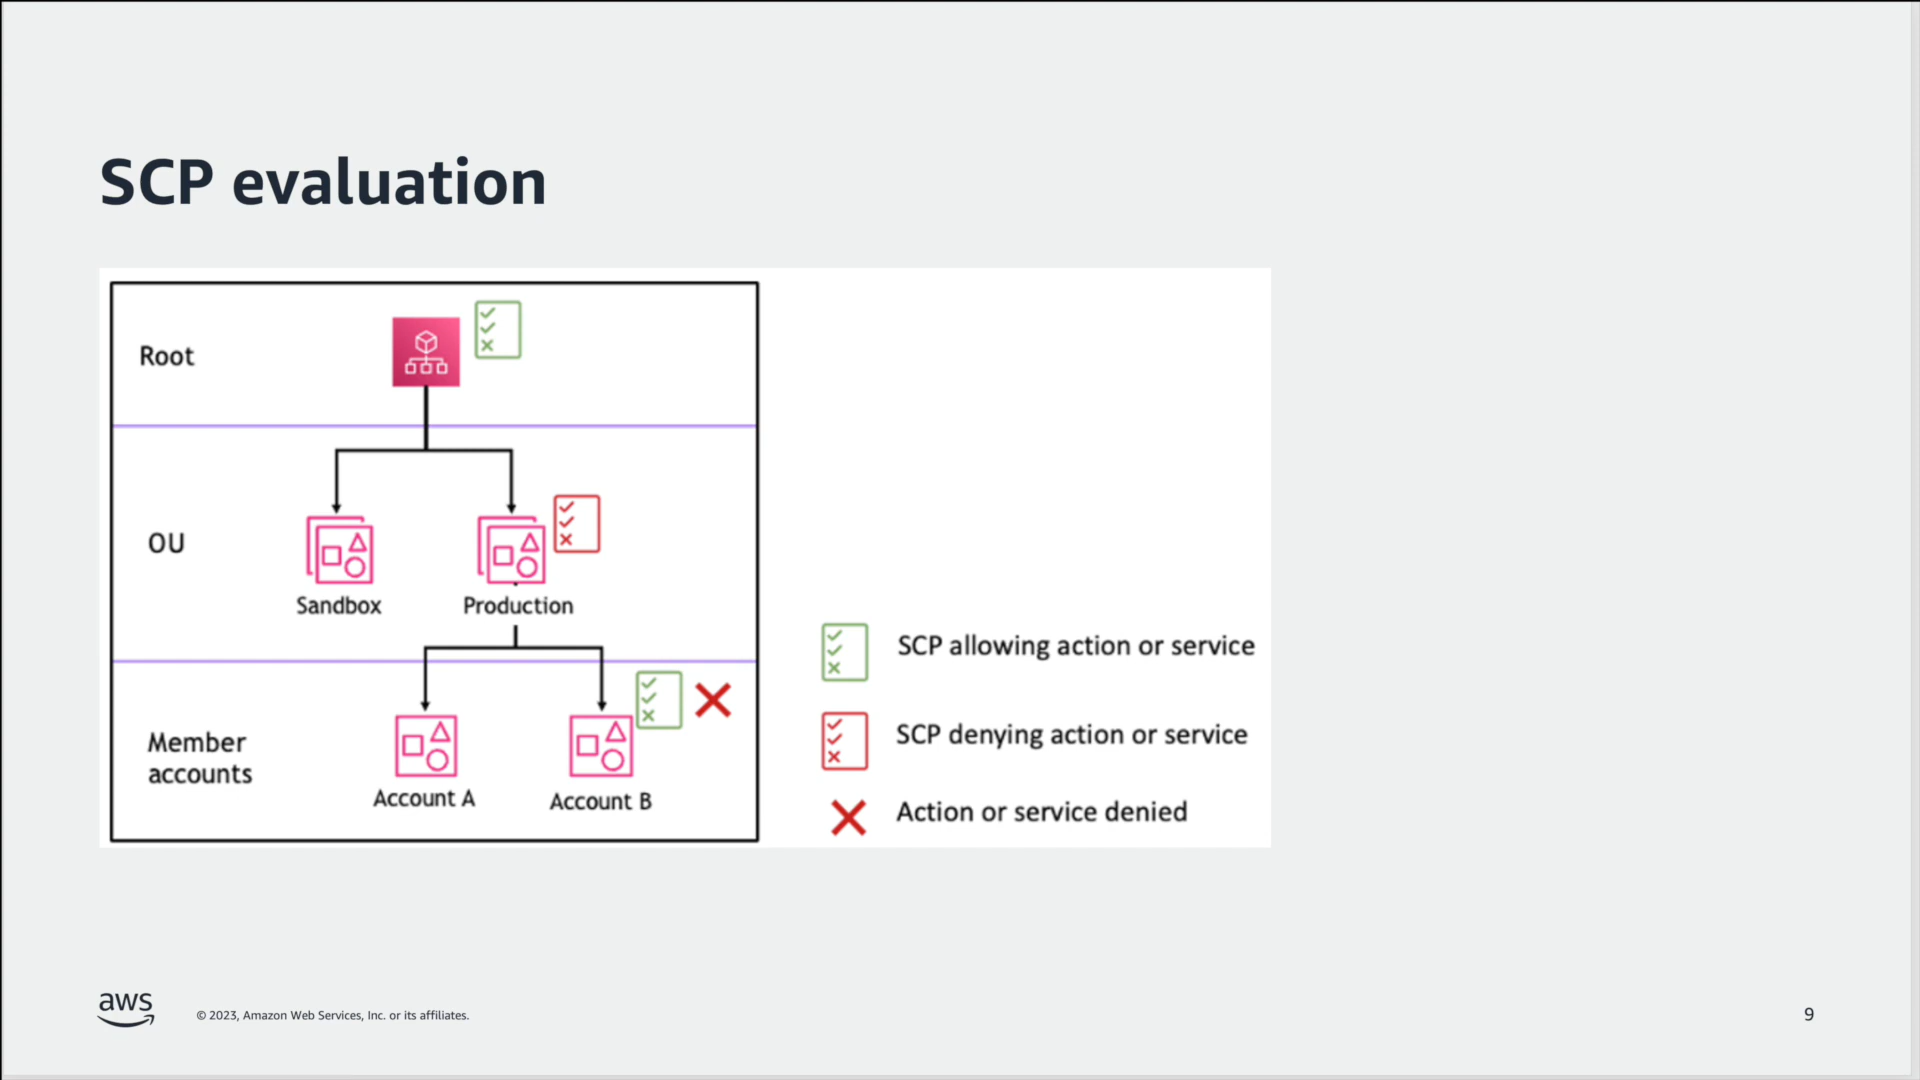 SCP evaluation
Root
OU
Sandbox
Production
Member
accounts
Account A
Account B
SCP allowing action or service
SCP denying action or service
Action or service denied
aws
© 2023, Amazon Web Services, Inc. or its affiliates.
9